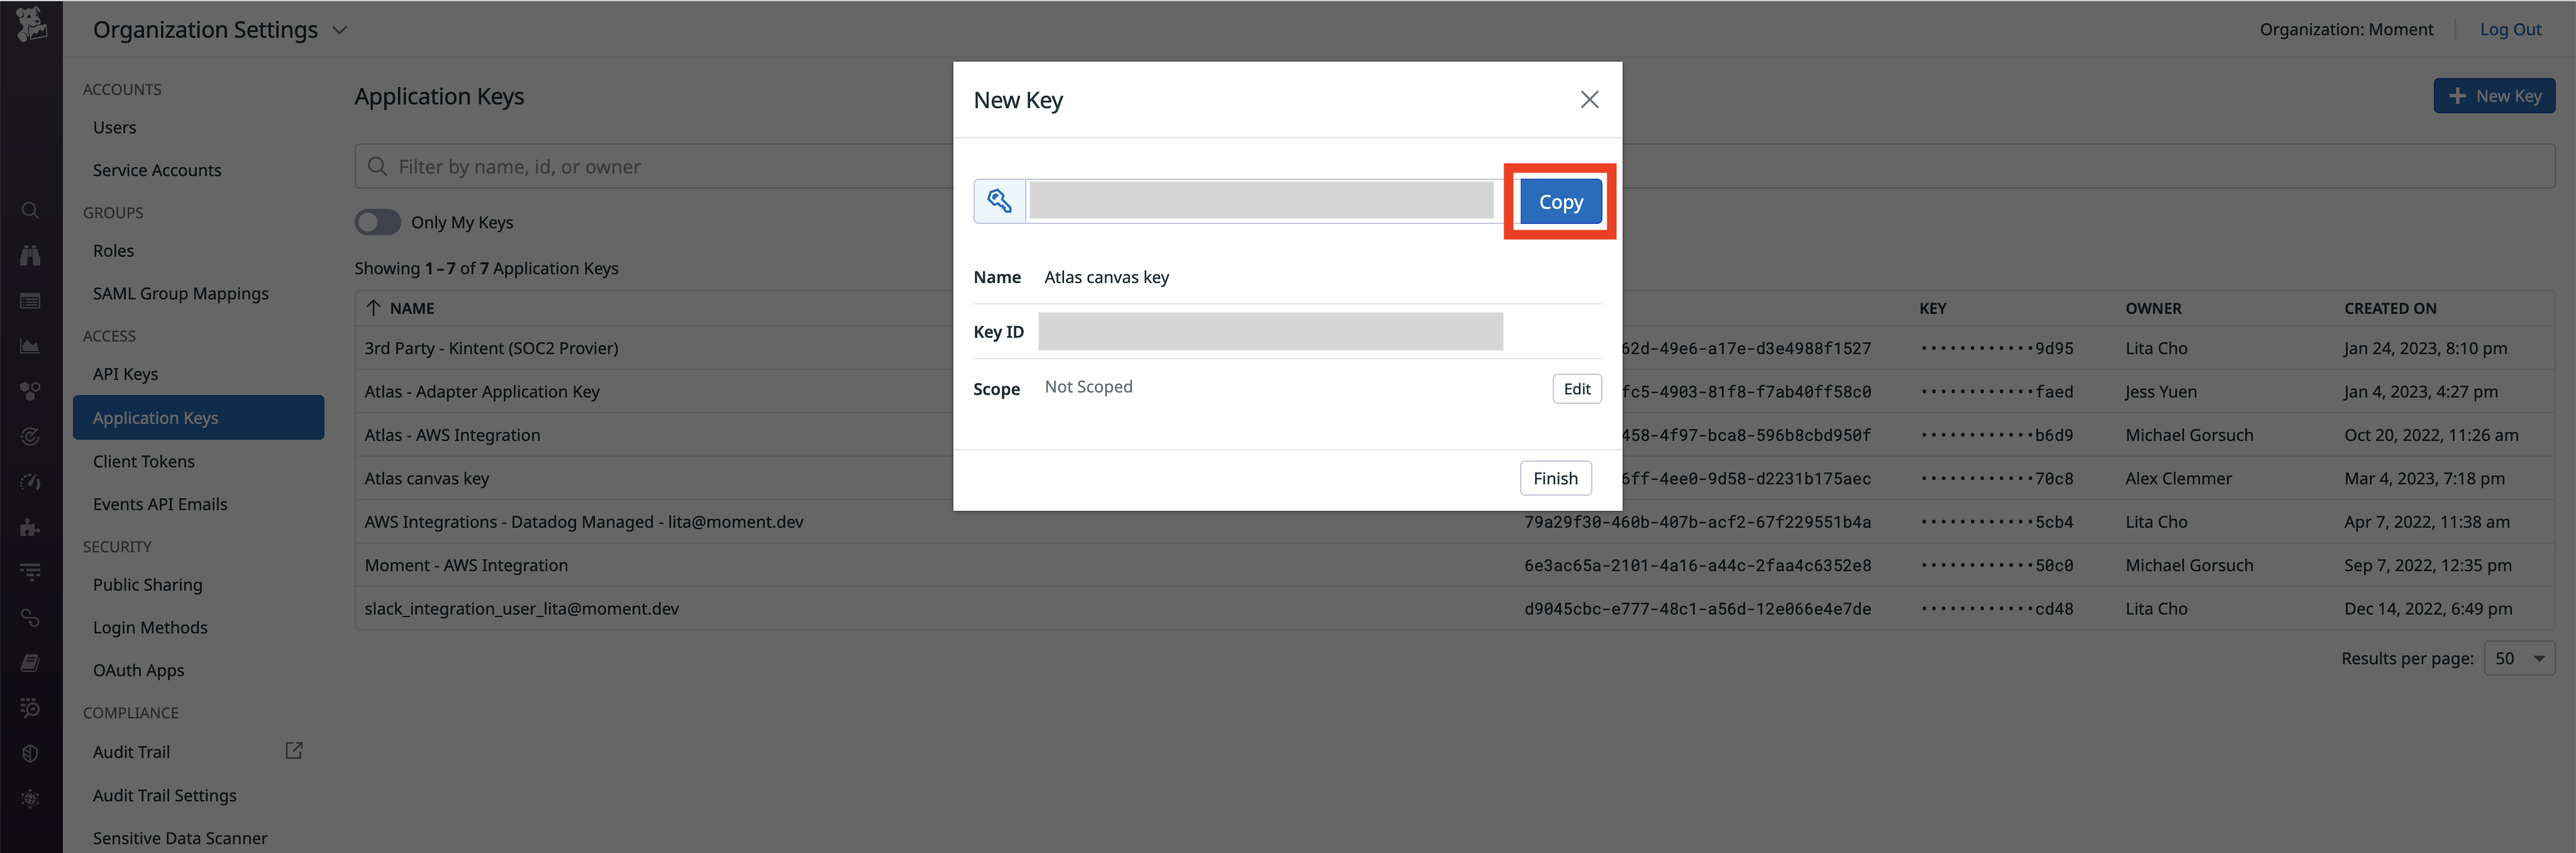 Organization Settings
Organization: Moment
Log Out
ACCOUNTS
Users
Service Accounts
GROUPS
Roles
SAML Group Mappings
ACCESS
API Keys
Application Keys
Client Tokens
Events API Emails
SECURITY
Public Sharing
Login Methods
OAuth Apps
COMPLIANCE
Audit Trail
Audit Trail Settings
Sensitive Data Scanner
Application Keys
New Key
Filter by name, id, or owner
Only My Keys
Showing 1–7 of 7 Application Keys
NAME KEY OWNER CREATED ON
3rd Party - Kintent (SOC2 Provier) 62d-49e6-a17e-d3e4988f1527 ············9d95 Lita Cho Jan 24, 2023, 8:10 pm
Atlas - Adapter Application Key fc5-4903-81f8-f7ab40ff58c0 ············faed Jess Yuen Jan 4, 2023, 4:27 pm
Atlas - AWS Integration 458-4f97-bca8-596b8cbd950f ············b6d9 Michael Gorsuch Oct 20, 2022, 11:26 am
Atlas canvas key 6ff-4ee0-9d58-d2231b175aec ············70c8 Alex Clemmer Mar 4, 2023, 7:18 pm
AWS Integrations - Datadog Managed - lita@moment.dev 79a29f30-460b-407b-acf2-67f229551b4a ············5cb4 Lita Cho Apr 7, 2022, 11:38 am
Moment - AWS Integration 6e3ac65a-2101-4a16-a44c-2faa4c6352e8 ············50c0 Michael Gorsuch Sep 7, 2022, 12:35 pm
slack_integration_user_lita@moment.dev d9045cbc-e777-48c1-a56d-12e066e4e7de ············cd48 Lita Cho Dec 14, 2022, 6:49 pm
Results per page: 50
New Key
Copy
Name Atlas canvas key
Key ID
Scope Not Scoped Edit
Finish